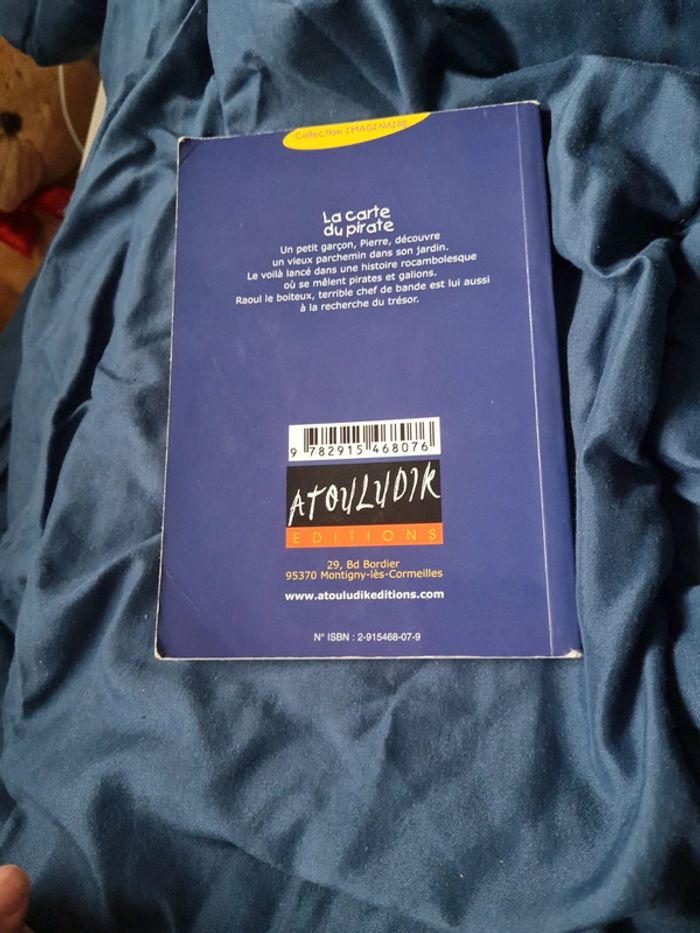 Collection IMAGINAIRE
La carte
du pirate
Un petit garçon, Pierre, découvre
un vieux parchemin dans son jardin.
Le voilà lancé dans une histoire rocambolesque
où se mêlent pirates et galions.
Raoul le boiteux, terrible chef de bande est lui aussi
à la recherche du trésor.
9 782915 468076
ATOULUDIK
EDITIONS
29, Bd Bordier
95370 Montigny-lès-Cormeilles
www.atouludikeditions.com
N° ISBN : 2-915468-07-9